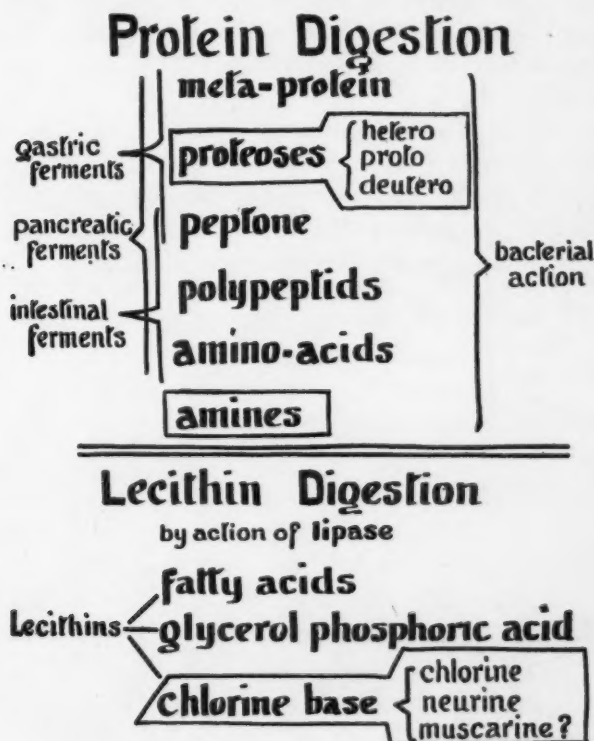 Protein Digestion
meta-protein
gastric
ferments
proteoses
hetero
proto
deutero
pancreatic
ferments
peptone
bacterial
action
polypeptids
intestinal
ferments
amino-acids
amines
Lecithin Digestion
by action of lipase
fatty acids
Lecithins
glycerol phosphoric acid
chlorine base
chlorine
neurine
muscarine?